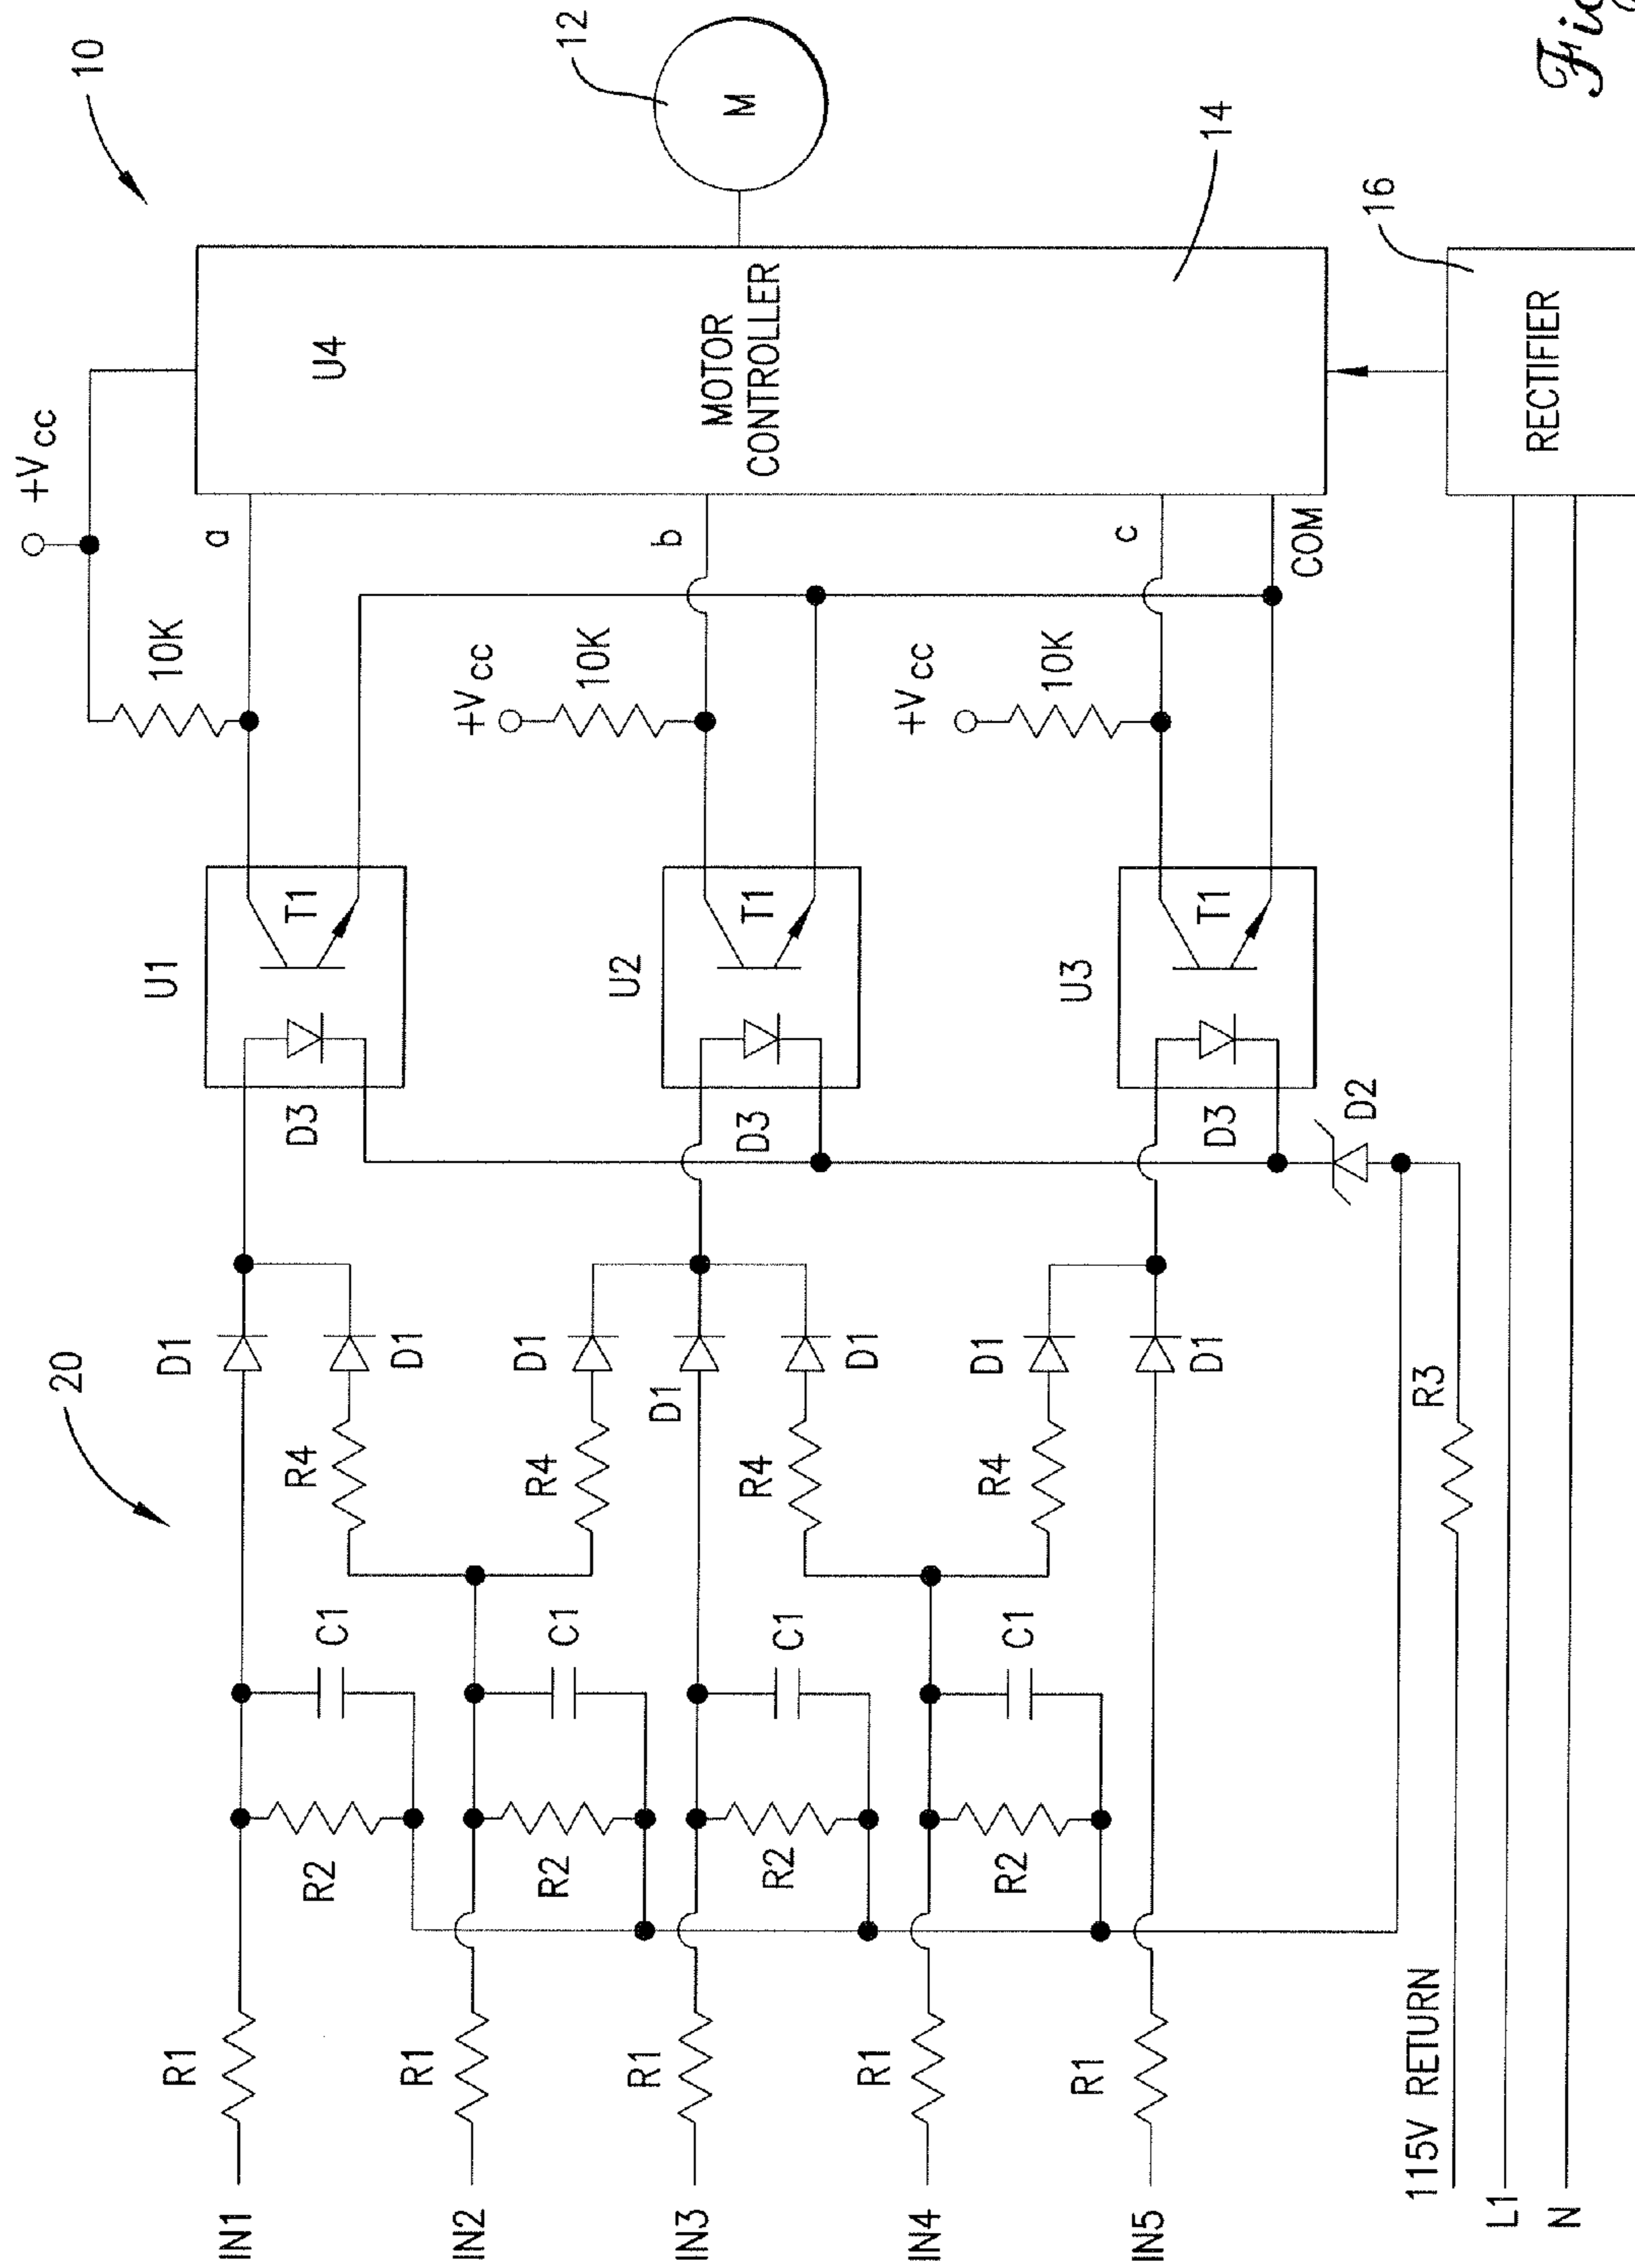 10
+Vcc
12
10K
a
U4
M
U1
T1
D3
20
D1
D1
R4
C1
R2
R1
IN1
+Vcc
10K
b
MOTOR
CONTROLLER
U2
T1
D3
D1
D1
D1
R4
R4
C1
R2
R1
IN2
14
+Vcc
10K
c
COM
U3
T1
D3
D2
D1
D1
R4
C1
R2
R1
IN3
C1
R2
R1
IN4
R1
IN5
R3
115V RETURN
16
RECTIFIER
L1
N